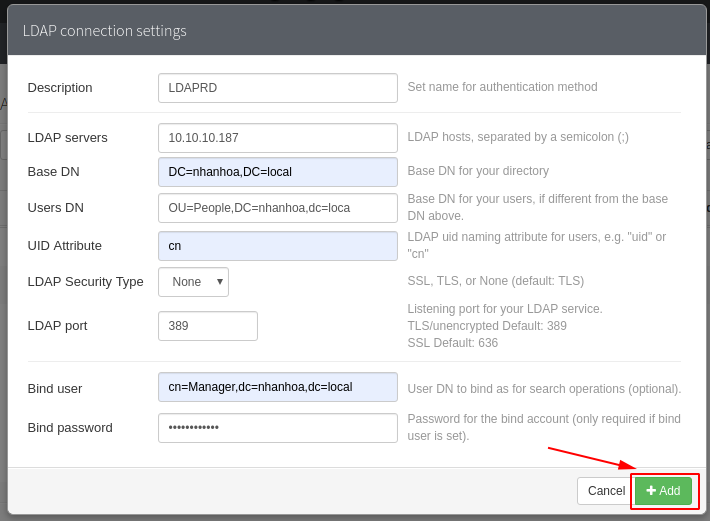 LDAP connection settings
Description LDAPRD Set name for authentication method
LDAP servers 10.10.10.187 LDAP hosts, separated by a semicolon (;)
Base DN DC=nhanhoa,DC=local Base DN for your directory
Users DN OU=People,DC=nhanhoa,dc=loca Base DN for your users, if different from the base
DN above.
UID Attribute cn LDAP uid naming attribute for users, e.g. "uid" or
"cn"
LDAP Security Type None SSL, TLS, or None (default: TLS)
LDAP port 389 Listening port for your LDAP service.
TLS/unencrypted Default: 389
SSL Default: 636
Bind user cn=Manager,dc=nhanhoa,dc=local User DN to bind as for search operations (optional).
Bind password •••••••••••• Password for the bind account (only required if bind
user is set).
Cancel + Add